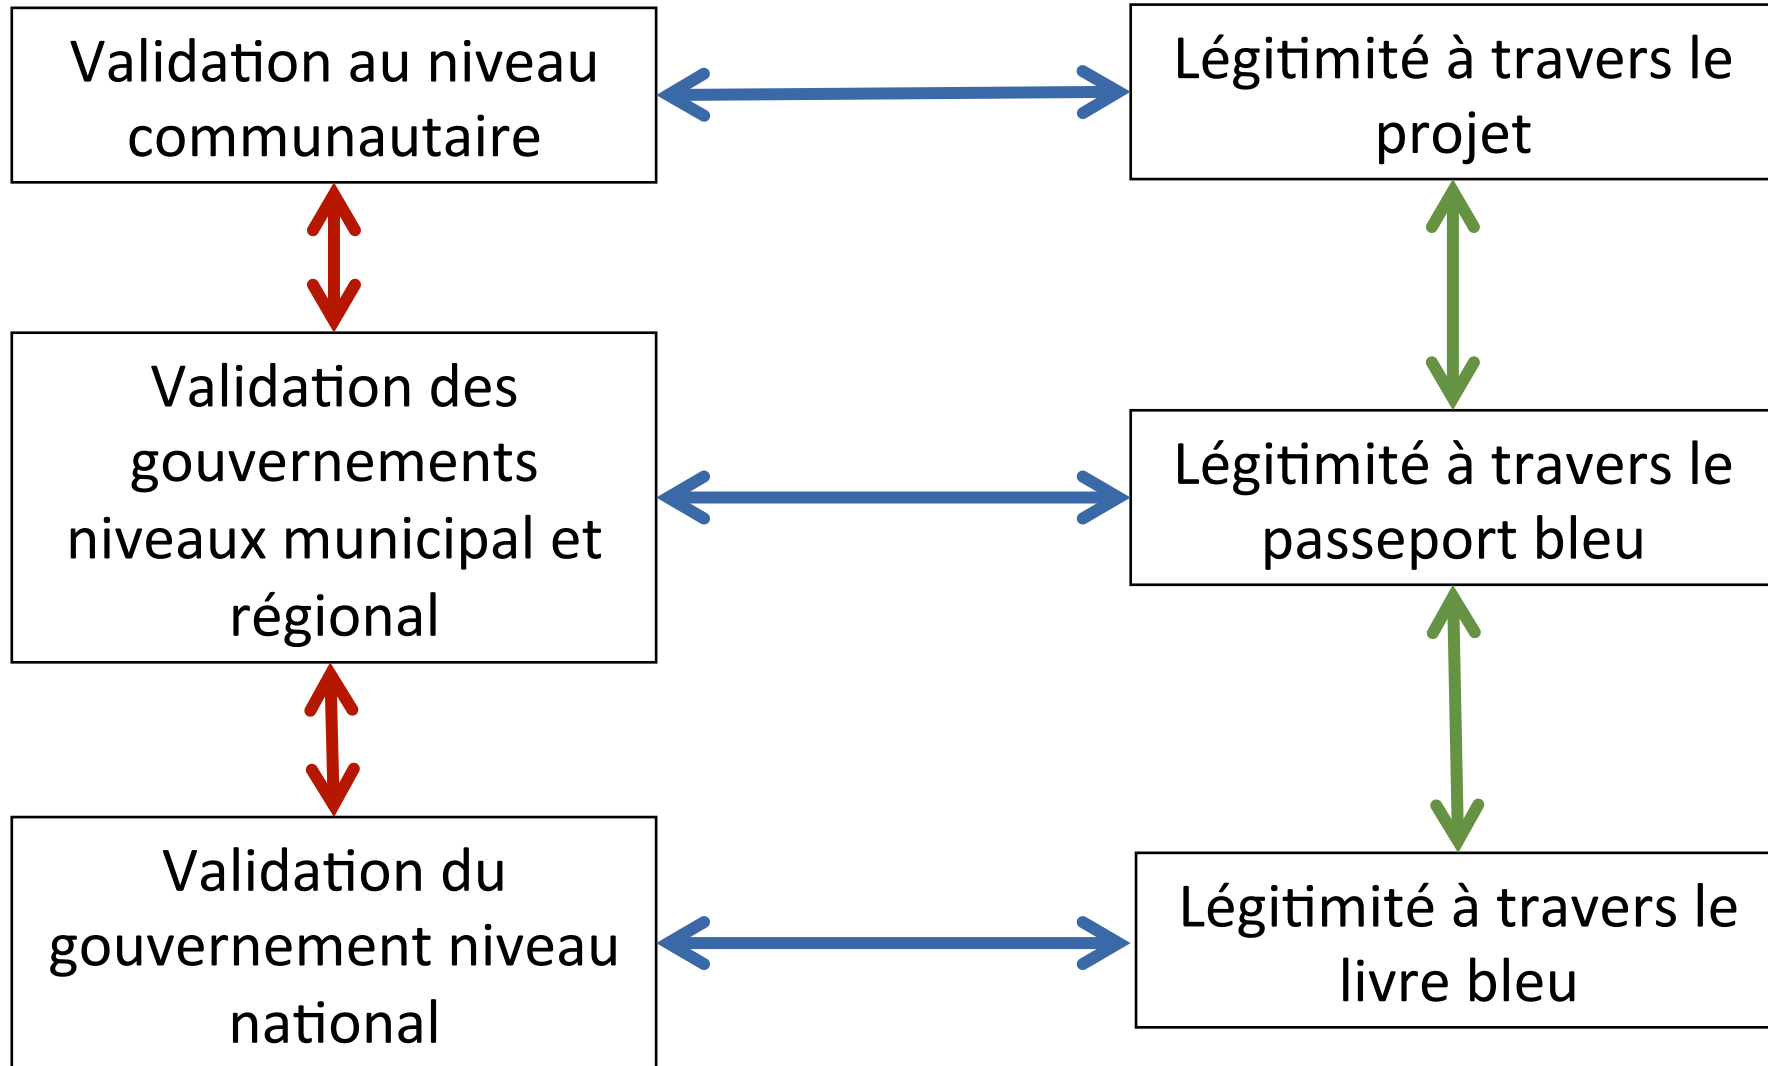 Validation au niveau
communautaire
Légitimité à travers le
projet
Validation des
gouvernements
niveaux municipal et
régional
Légitimité à travers le
passeport bleu
Validation du
gouvernement niveau
national
Légitimité à travers le
livre bleu